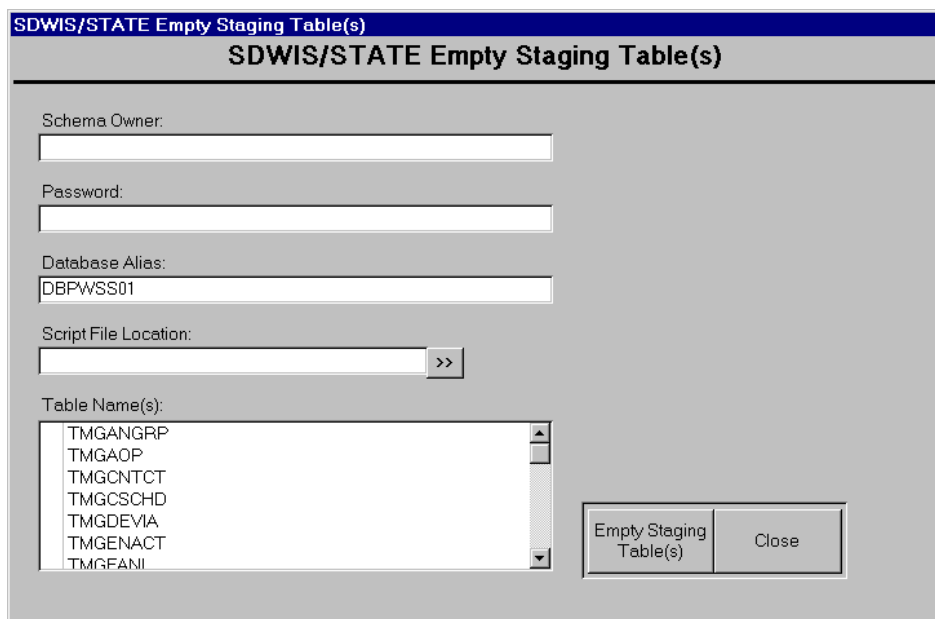 SDWIS/STATE Empty Staging Table(s)
SDWIS/STATE Empty Staging Table(s)
Schema Owner:
Password:
Database Alias:
DBPWSS01
Script File Location:
>>
Table Name(s):
TMGANGRP
TMGAOP
TMGCNTCT
TMGCSCHD
TMGDEVIA
TMGENACT
TMGFANL
Empty Staging
Table(s)
Close